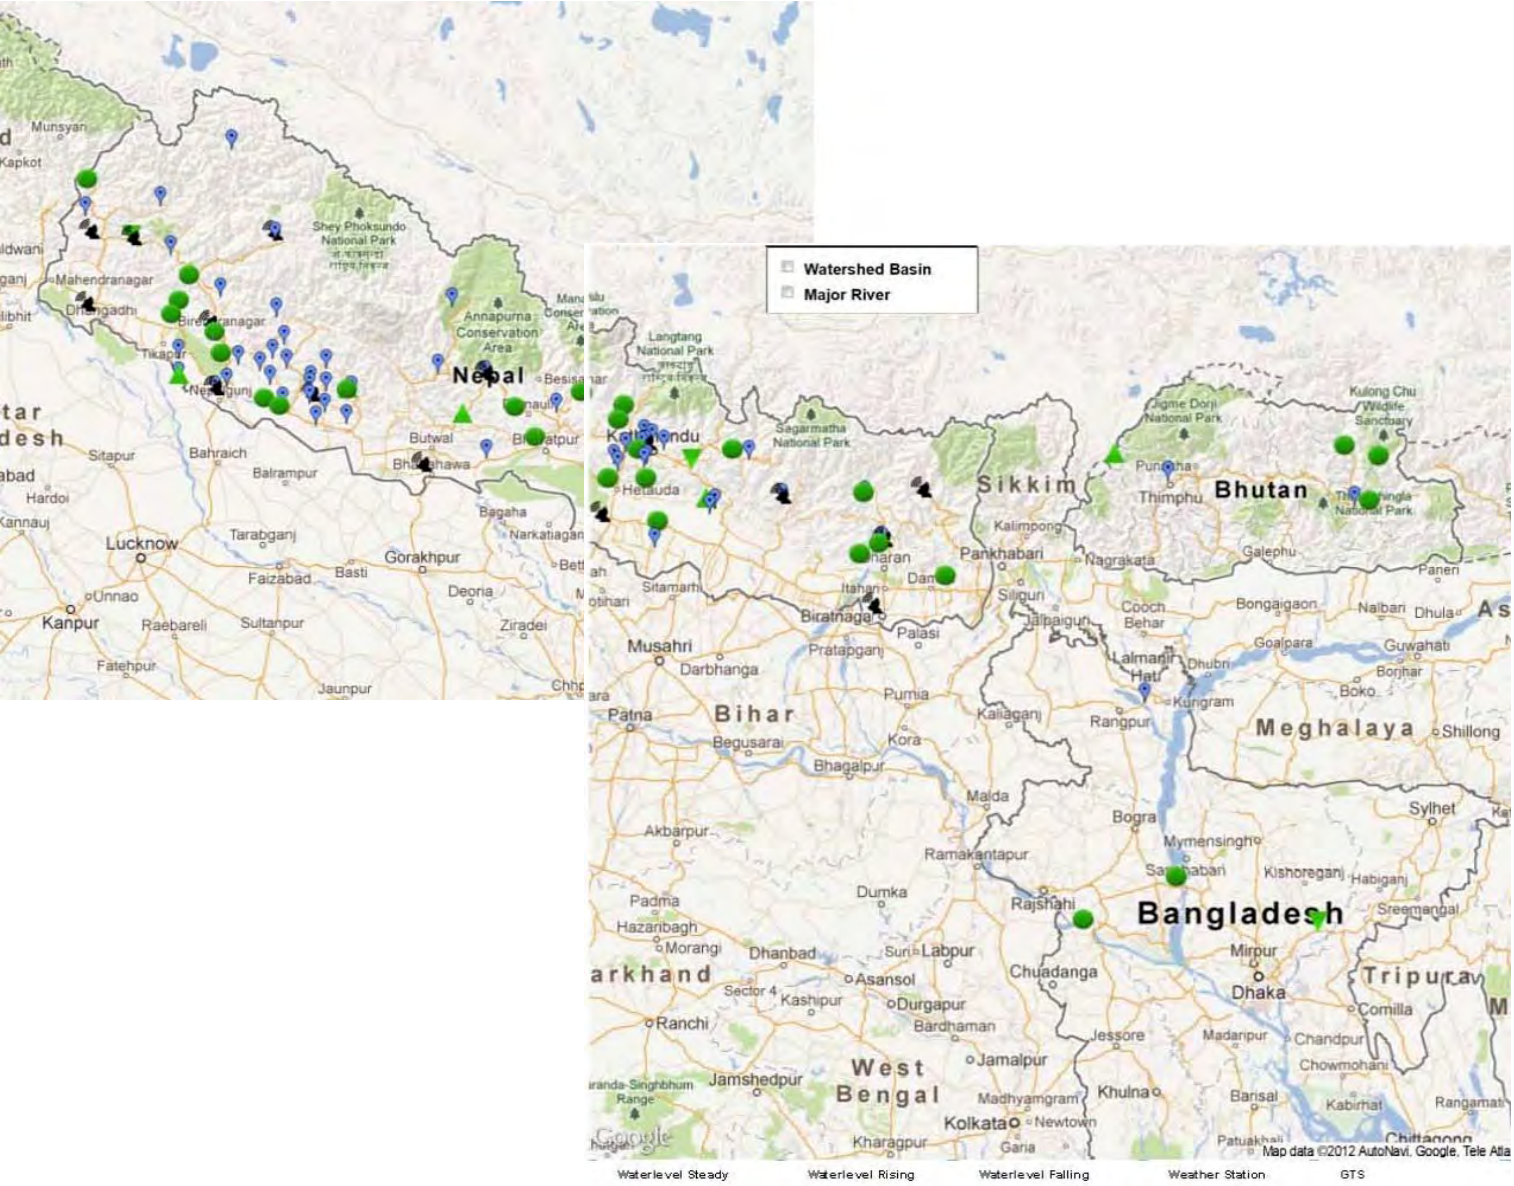 Munsyari
Kapkot
Shey Phoksundo
National Park
Mahendranagar
Dhangadhi
Birendranagar
Tikapur
Nepalgunj
Annapurna
Conservation
Area
Nepal
Butwal
Bharatpur
Bhairahawa
Sitapur
Bahraich
Balrampur
Hardoi
Bagaha
Narkatiaganj
Lucknow
Tarabganj
Gorakhpur
Faizabad
Basti
Unnao
Deoria
Kanpur
Raebareli
Sultanpur
Ziradei
Fatehpur
Jaunpur
Watershed Basin
Major River
Langtang
National Park
Kathmandu
Hetauda
Sagarmatha
National Park
Sikkim
Jigme Dorji
National Park
Kulong Chu
Wildlife
Sanctuary
Punakha
Thimphu
Bhutan
National Park
Kalimpong
Pankhabari
Nagrakata
Galephu
Sitamarhi
Itahari
Biratnagar
Siliguri
Jalpaiguri
Cooch
Behar
Bongaigaon
Nalbari
Palasi
Pratapganj
Musahri
Darbhanga
Lalmanir
Hat
Dhubri
Goalpara
Guwahati
Boko
Patna
Bihar
Purnia
Kaliaganj
Rangpur
Kurigram
Meghalaya
Shillong
Begusarai
Kora
Bhagalpur
Malda
Bogra
Sylhet
Akbarpur
Mymensingh
Ramakantapur
Kishoreganj
Habiganj
Dumka
Rajshahi
Bangladesh
Sreemangal
Padma
Hazaribagh
Morangi
Dhanbad
Suri
Labpur
Mirpur
arkhand
Asansol
Chuadanga
Dhaka
Tripura
Sector 4
Kashipur
Durgapur
Comilla
Ranchi
Bardhaman
Jessore
Madaripur
Chandpur
Jamalpur
Chowmohani
West
Bengal
Jamshedpur
Range
Madhyamgram
Khulna
Barisal
Kabirhat
Kolkata
Newtown
Google
Kharagpur
Garia
Patuakhali
Chittagong
Map data ©2012 AutoNavi, Google, Tele Atla
Waterlevel Steady
Waterlevel Rising
Waterlevel Falling
Weather Station
GTS